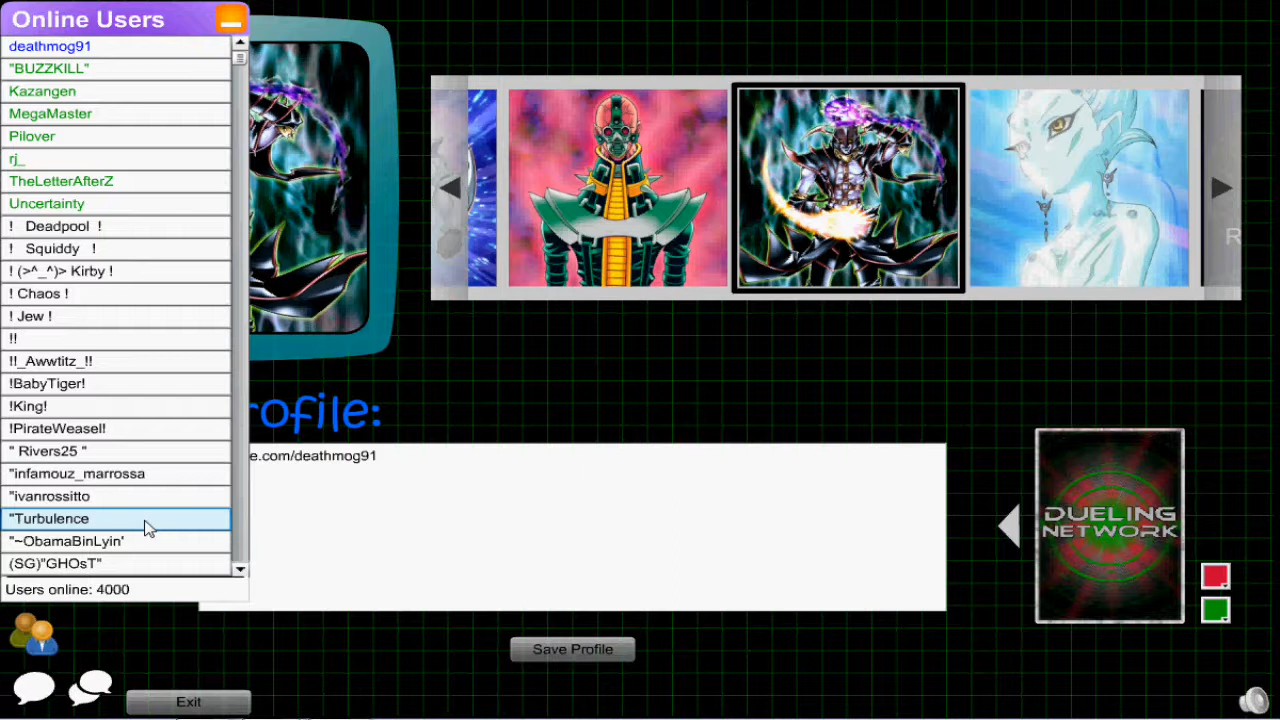 Online Users
deathmog91
"BUZZKILL"
Kazangen
MegaMaster
Pilover
rj_
TheLetterAfterZ
Uncertainty
! Deadpool !
! Squiddy !
! (>^_^)> Kirby !
! Chaos !
! Jew !
!!
!!_Awwtitz_!!
!BabyTiger!
!King!
!PirateWeasel!
" Rivers25 "
"infamouz_marrossa
"ivanrossitto
"Turbulence
"~ObamaBinLyin'
(SG)"GHOsT"
Users online: 4000
R
rofile:
e.com/deathmog91
DUELING
NETWORK
Save Profile
Exit